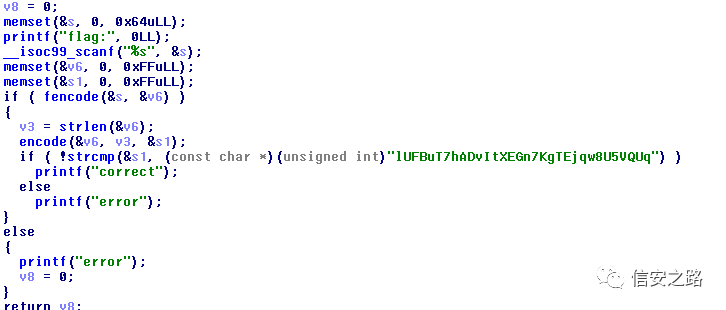 v8 = 0;
memset(&s, 0, 0x64uLL);
printf("flag:", 0LL);
__isoc99_scanf("%s", &s);
memset(&v6, 0, 0xFFuLL);
memset(&s1, 0, 0xFFuLL);
if ( fencode(&s, &v6) )
{
v3 = strlen(&v6);
encode(&v6, v3, &s1);
if ( !strcmp(&s1, (const char *)(unsigned int)"lUFBuT7hADvItXEGn7KgTEjqw8U5VQUq") )
printf("correct");
else
printf("error");
}
else
{
printf("error");
v8 = 0;
}
return v8;
信安之路